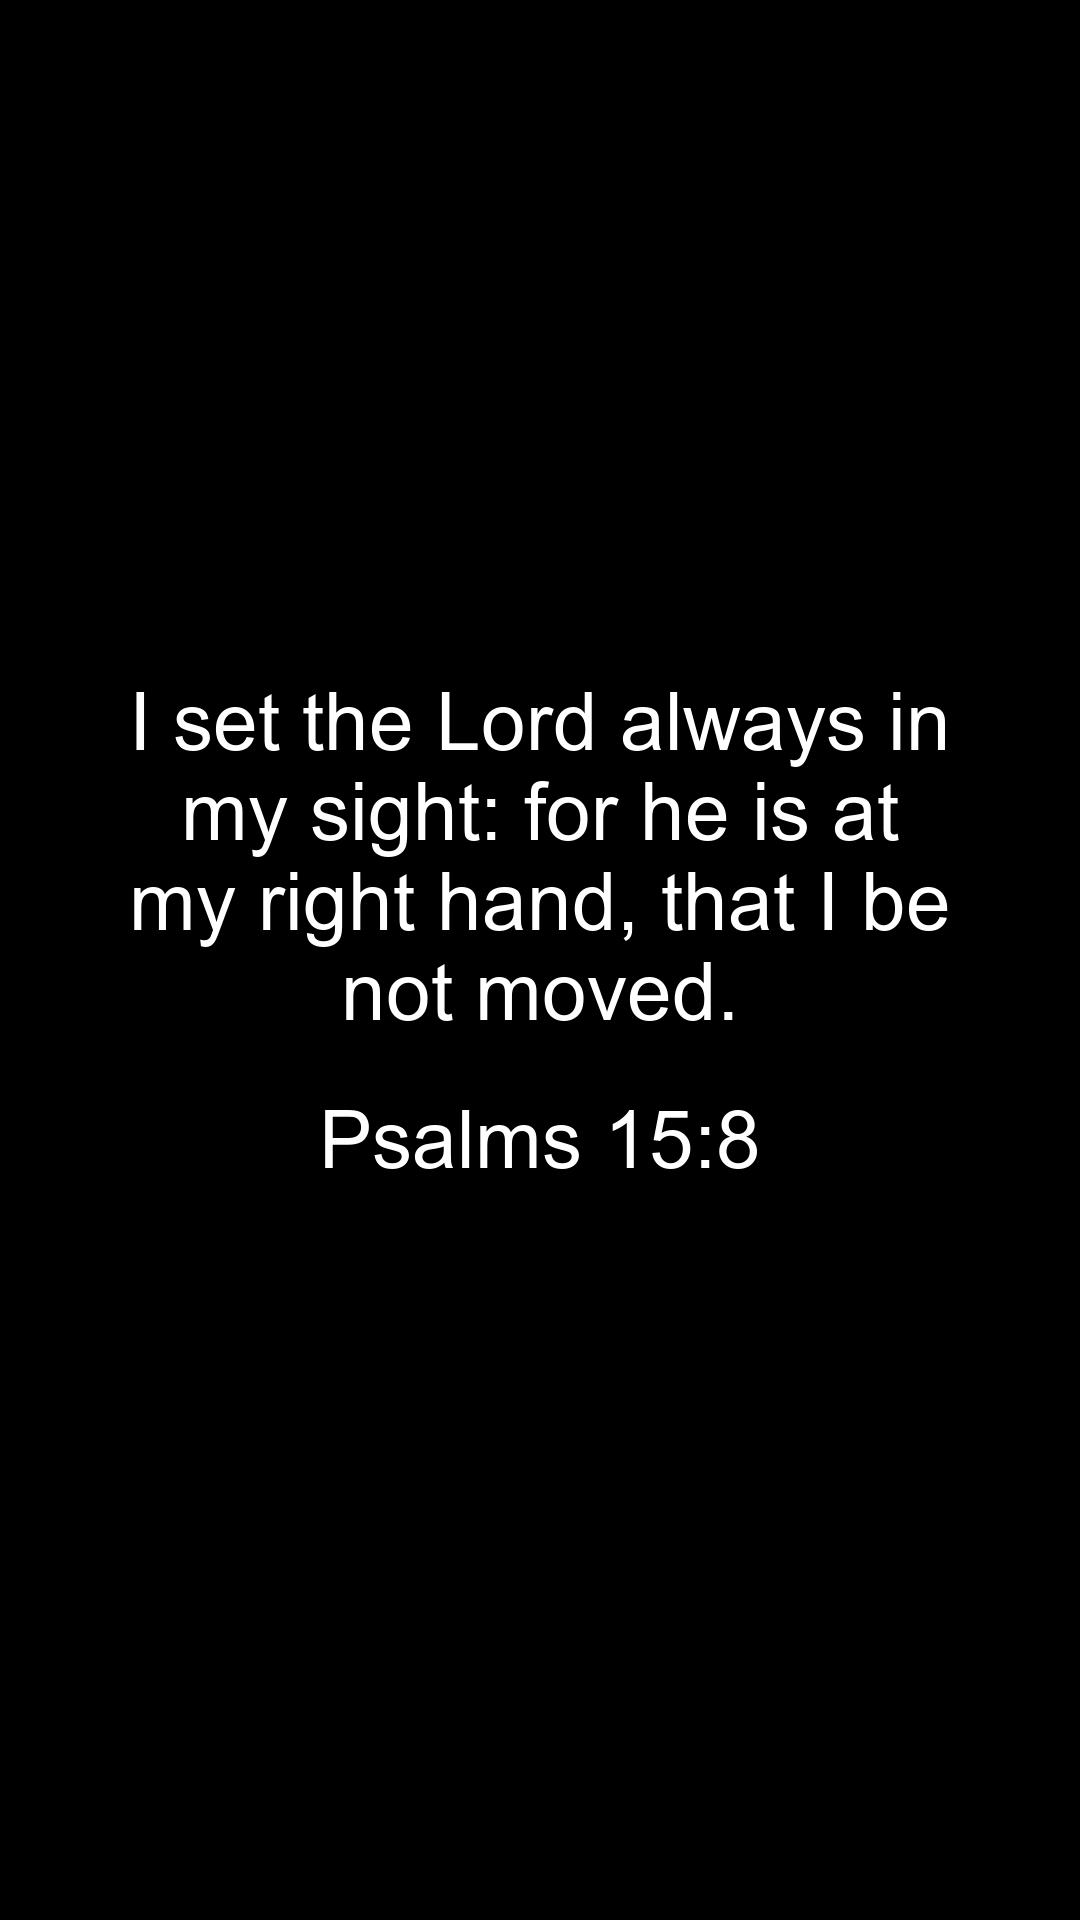 I set the Lord always in
my sight: for he is at
my right hand, that I be
not moved.
Psalms 15:8